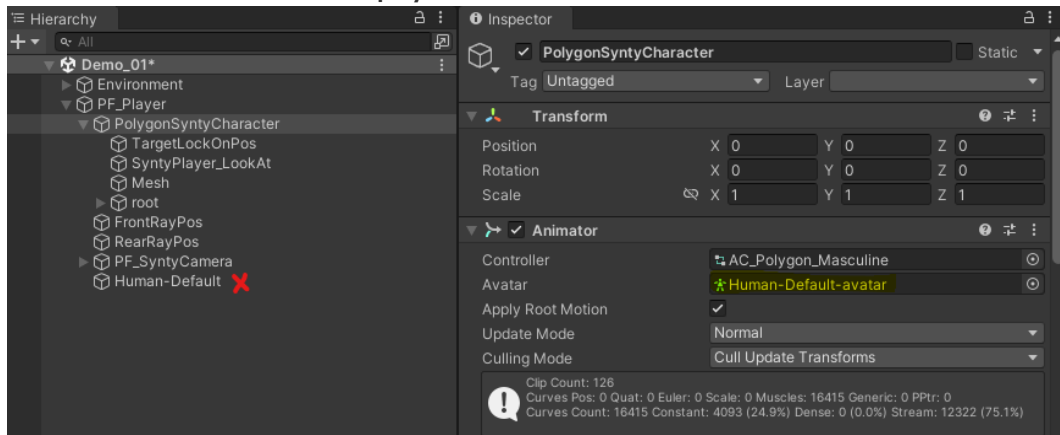 Hierarchy
All
Demo_01*
Environment
PF_Player
PolygonSyntyCharacter
TargetLockOnPos
SyntyPlayer_LookAt
Mesh
root
FrontRayPos
RearRayPos
PF_SyntyCamera
Human-Default
Inspector
PolygonSyntyCharacter Static
Tag Untagged Layer
Transform
Position X 0 Y 0 Z 0
Rotation X 0 Y 0 Z 0
Scale X 1 Y 1 Z 1
Animator
Controller AC_Polygon_Masculine
Avatar Human-Default-avatar
Apply Root Motion
Update Mode Normal
Culling Mode Cull Update Transforms
Clip Count: 126
Curves Pos: 0 Quat: 0 Euler: 0 Scale: 0 Muscles: 16415 Generic: 0 PPtr: 0
Curves Count: 16415 Constant: 4093 (24.9%) Dense: 0 (0.0%) Stream: 12322 (75.1%)